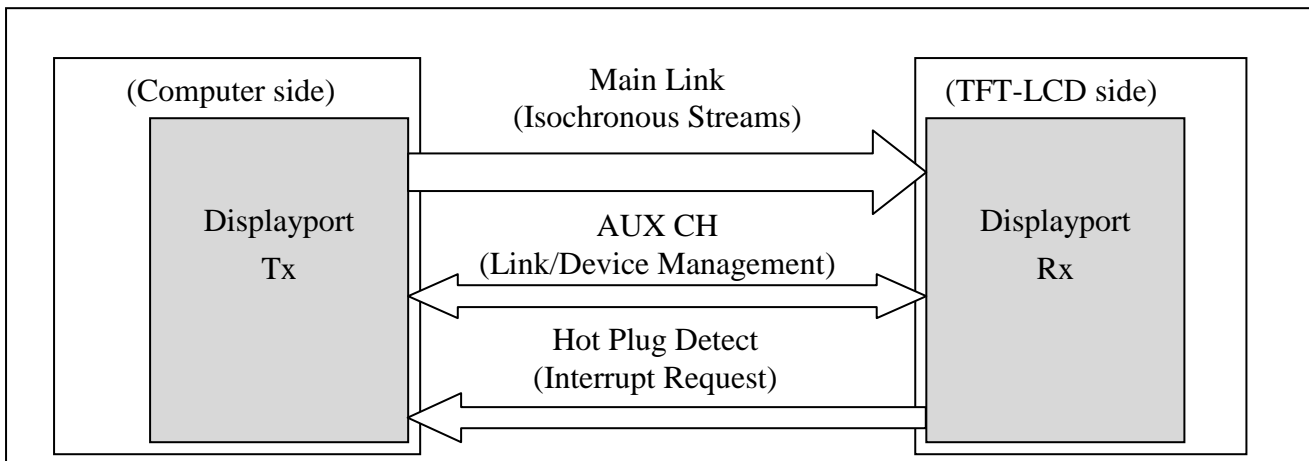 (Computer side)
Displayport
Tx
Main Link
(Isochronous Streams)
AUX CH
(Link/Device Management)
Hot Plug Detect
(Interrupt Request)
(TFT-LCD side)
Displayport
Rx